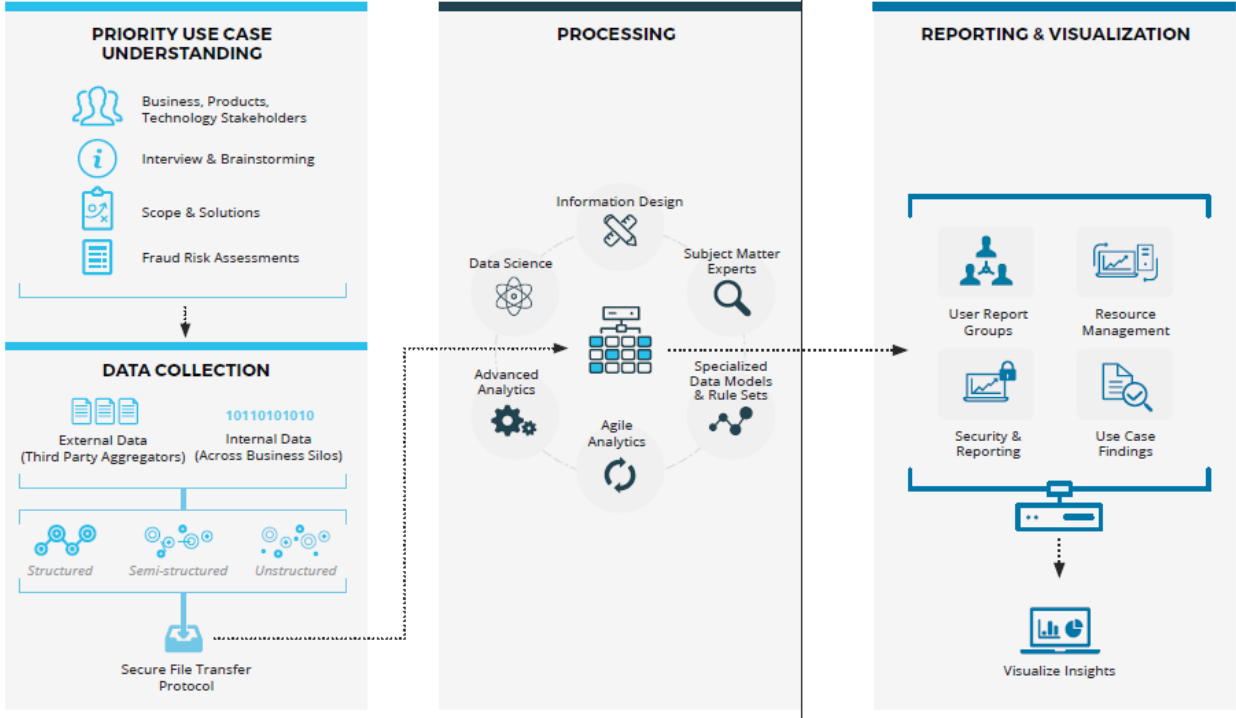 PRIORITY USE CASE
UNDERSTANDING
Business, Products,
Technology Stakeholders
Interview & Brainstorming
Scope & Solutions
Fraud Risk Assessments
DATA COLLECTION
10110101010
External Data
(Third Party Aggregators)
Internal Data
(Across Business Silos)
Structured
Semi-structured
Unstructured
Secure File Transfer
Protocol
PROCESSING
Information Design
Data Science
Subject Matter
Experts
Advanced
Analytics
Specialized
Data Models
& Rule Sets
Agile
Analytics
REPORTING & VISUALIZATION
User Report
Groups
Resource
Management
Security &
Reporting
Use Case
Findings
Visualize Insights